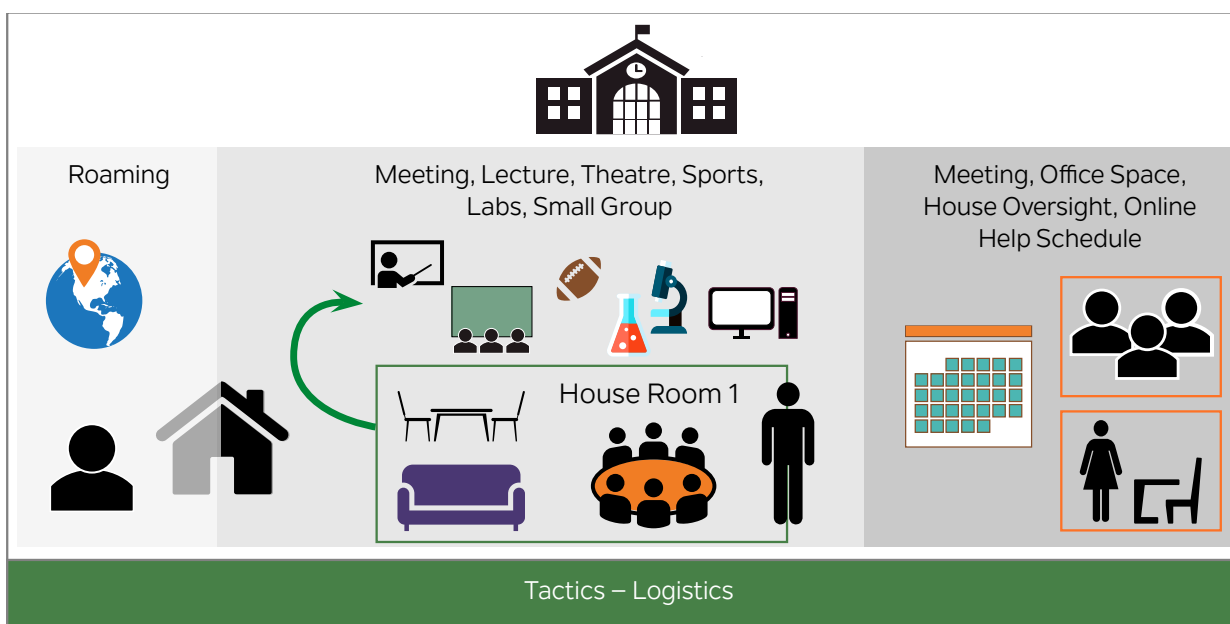 Roaming
Meeting, Lecture, Theatre, Sports,
Labs, Small Group
Meeting, Office Space,
House Oversight, Online
Help Schedule
House Room 1
Tactics – Logistics